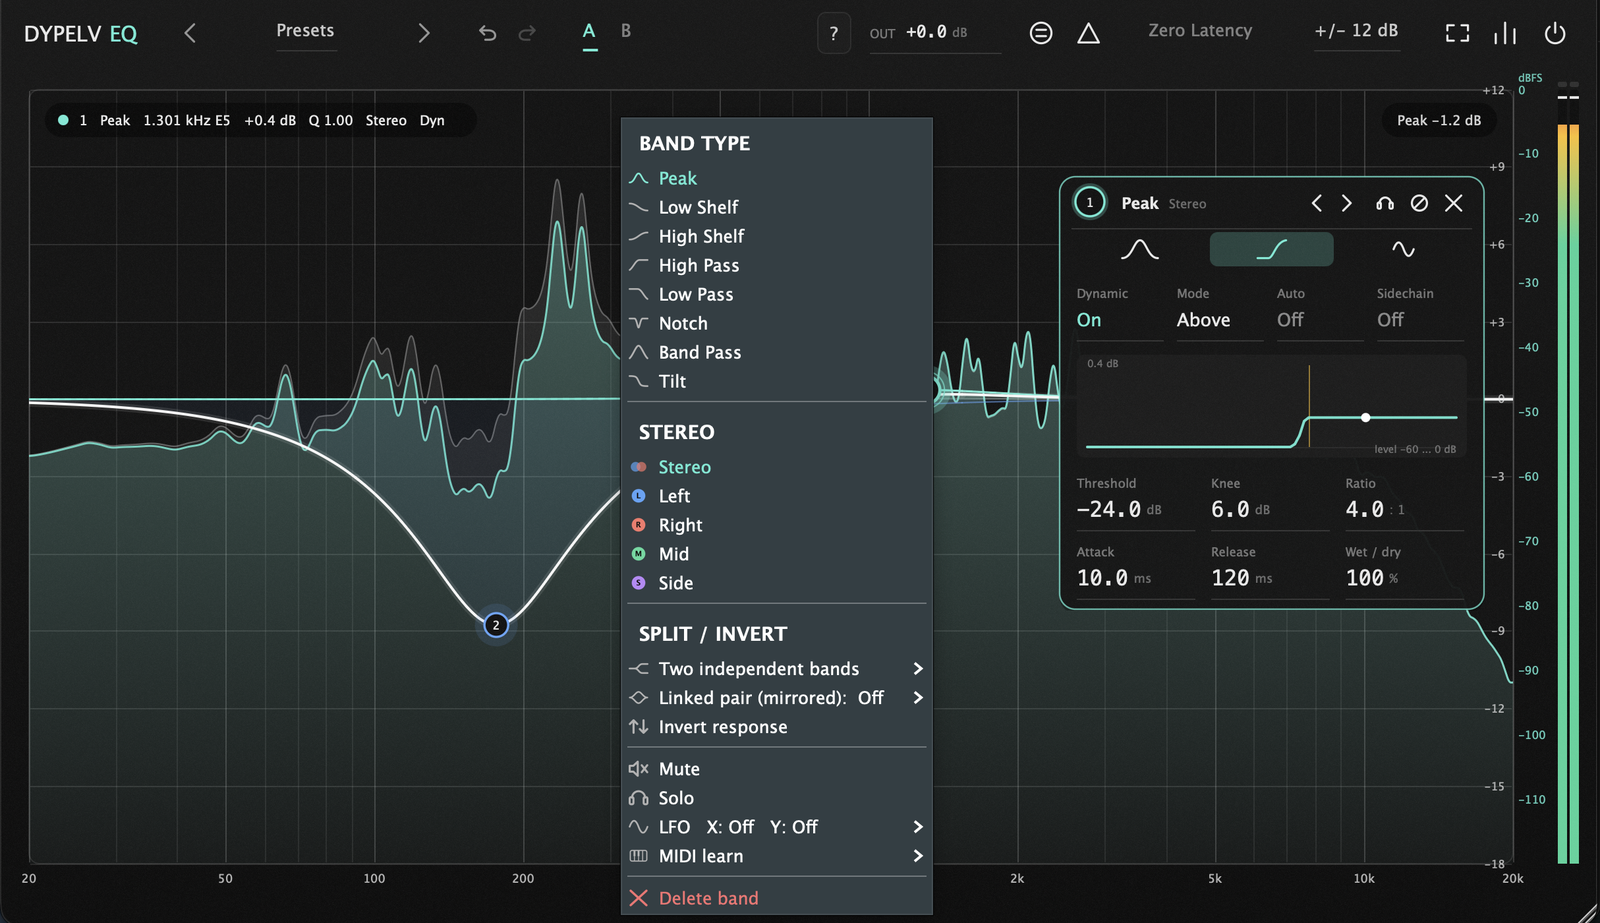 DYPELV EQ
Presets
A B
?
OUT +0.0 dB
Zero Latency
+/− 12 dB
1 Peak 1.301 kHz E5 +0.4 dB Q 1.00 Stereo Dyn
Peak −1.2 dB
dBFS
0
−10
−20
−30
−40
−50
−60
−70
−80
−90
−100
−110
+12
+9
+6
+3
0
−3
−6
−9
−12
−15
−18
BAND TYPE
Peak
Low Shelf
High Shelf
High Pass
Low Pass
Notch
Band Pass
Tilt
STEREO
Stereo
L Left
R Right
M Mid
S Side
SPLIT / INVERT
Two independent bands
Linked pair (mirrored): Off
Invert response
Mute
Solo
LFO X: Off Y: Off
MIDI learn
Delete band
1 Peak Stereo
Dynamic Mode Auto Sidechain
On Above Off Off
0.4 dB
level −60 ... 0 dB
Threshold Knee Ratio
−24.0 dB 6.0 dB 4.0 : 1
Attack Release Wet / dry
10.0 ms 120 ms 100 %
2
20 50 100 200 2k 5k 10k 20k